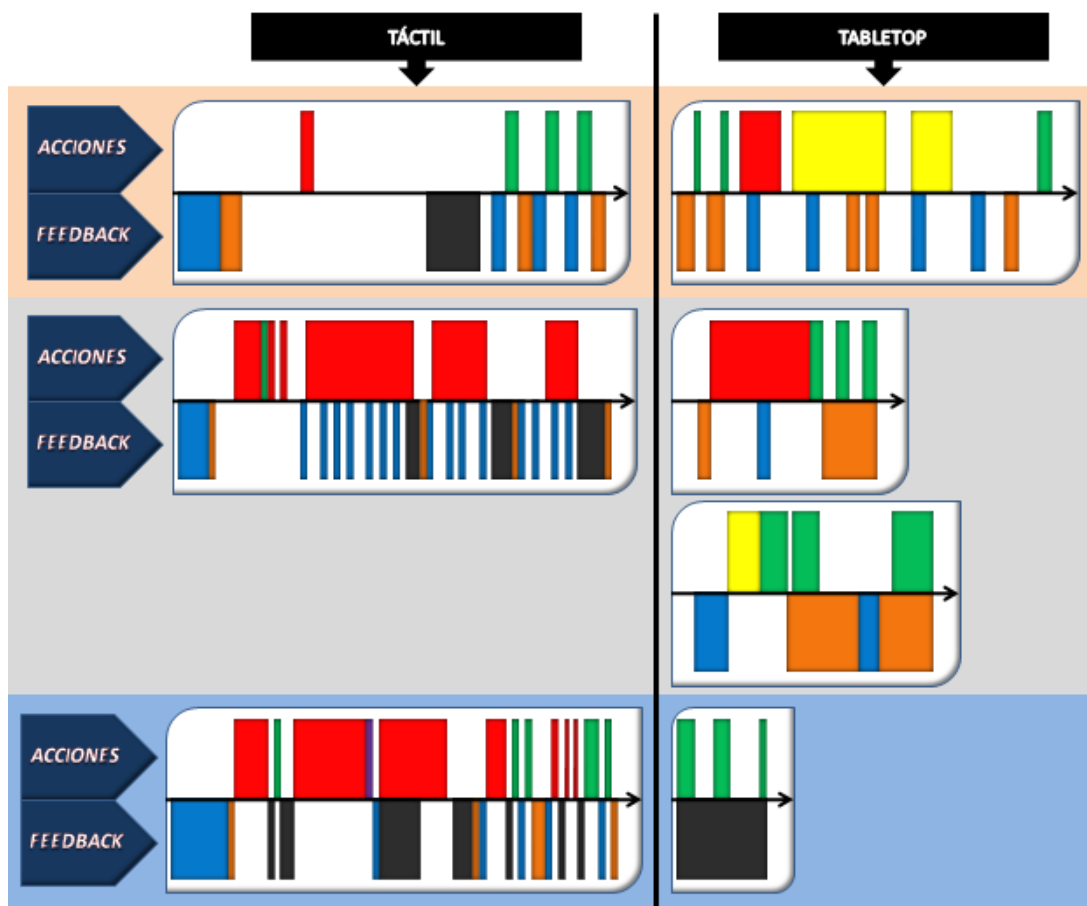 TÁCTIL
TABLETOP
ACCIONES
FEEDBACK
ACCIONES
FEEDBACK
ACCIONES
FEEDBACK